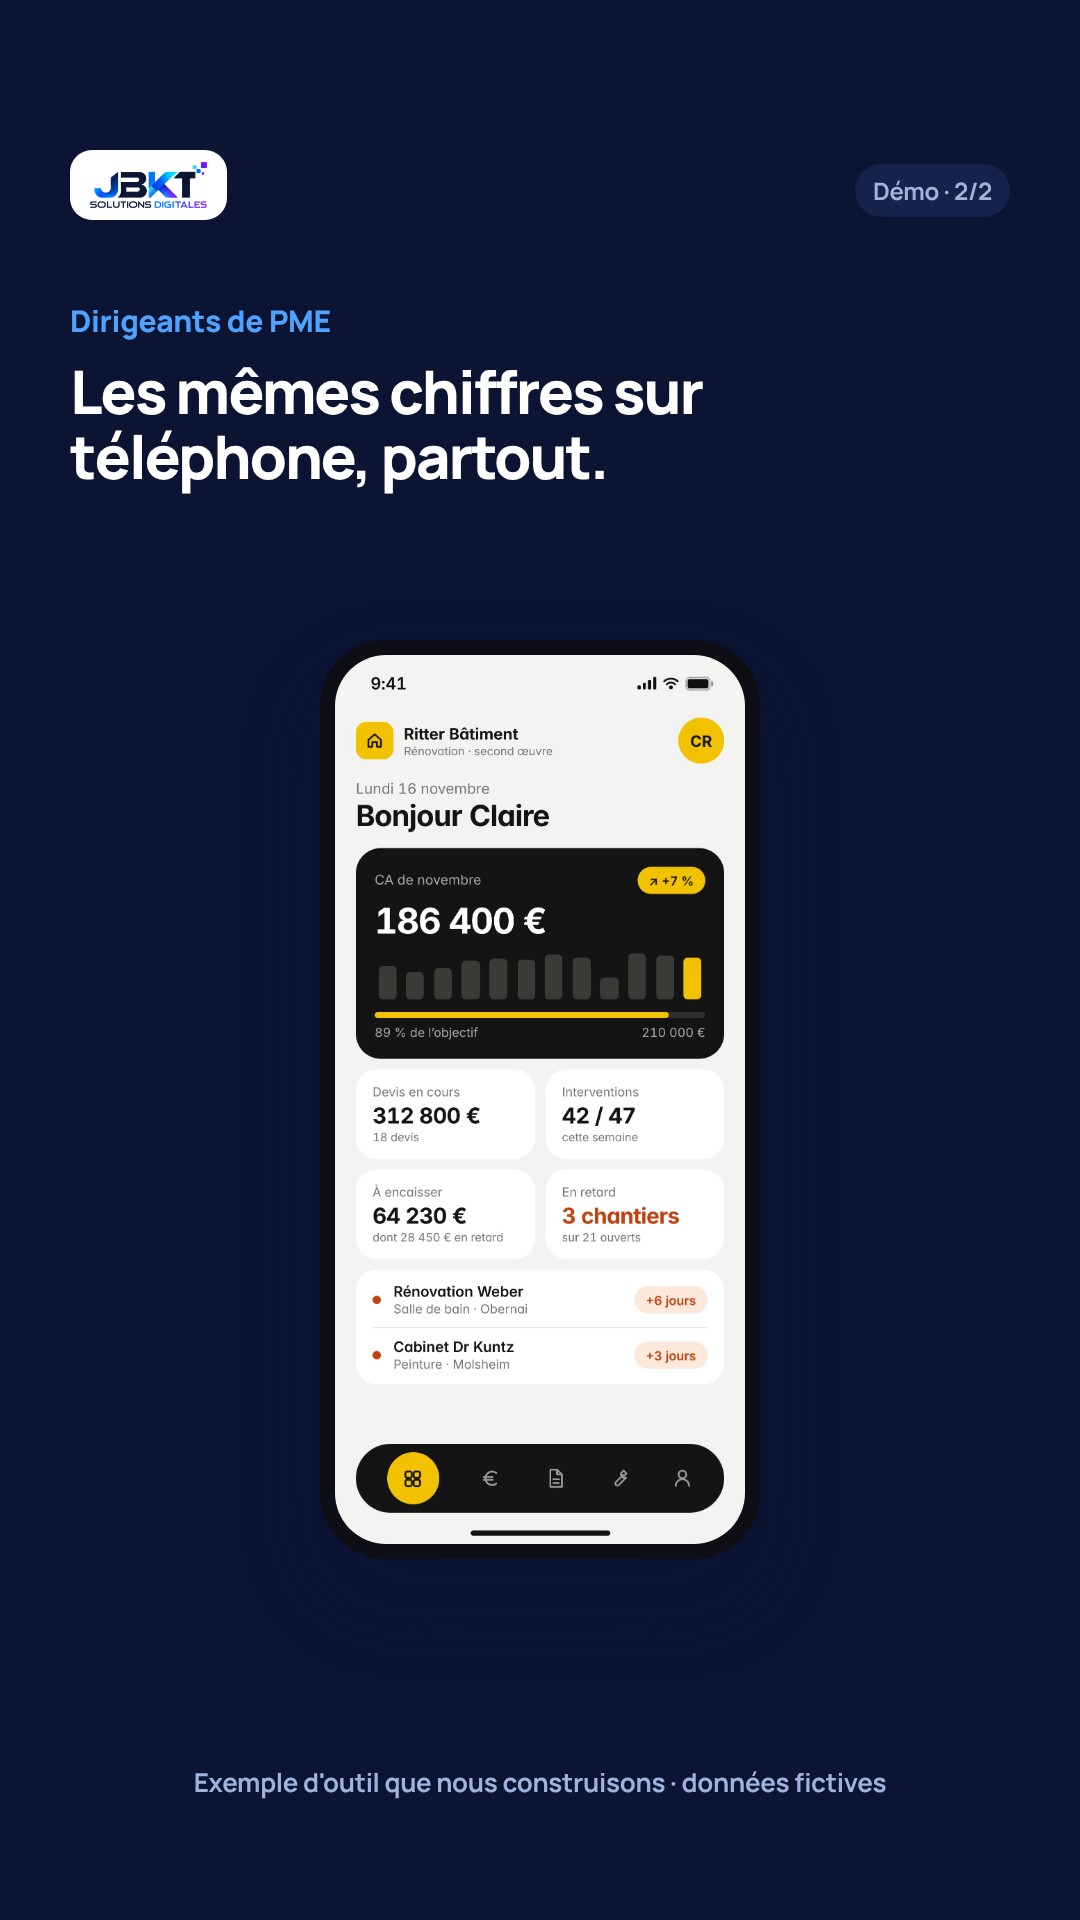 JBKT
SOLUTIONS DIGITALES
Démo · 2/2
Dirigeants de PME
Les mêmes chiffres sur
téléphone, partout.
9:41
Ritter Bâtiment
Rénovation · second œuvre
CR
Lundi 16 novembre
Bonjour Claire
CA de novembre
+7 %
186 400 €
89 % de l'objectif
210 000 €
Devis en cours
312 800 €
18 devis
Interventions
42 / 47
cette semaine
À encaisser
64 230 €
dont 28 450 € en retard
En retard
3 chantiers
sur 21 ouverts
Rénovation Weber
Salle de bain · Obernai
+6 jours
Cabinet Dr Kuntz
Peinture · Molsheim
+3 jours
€
Exemple d'outil que nous construisons · données fictives